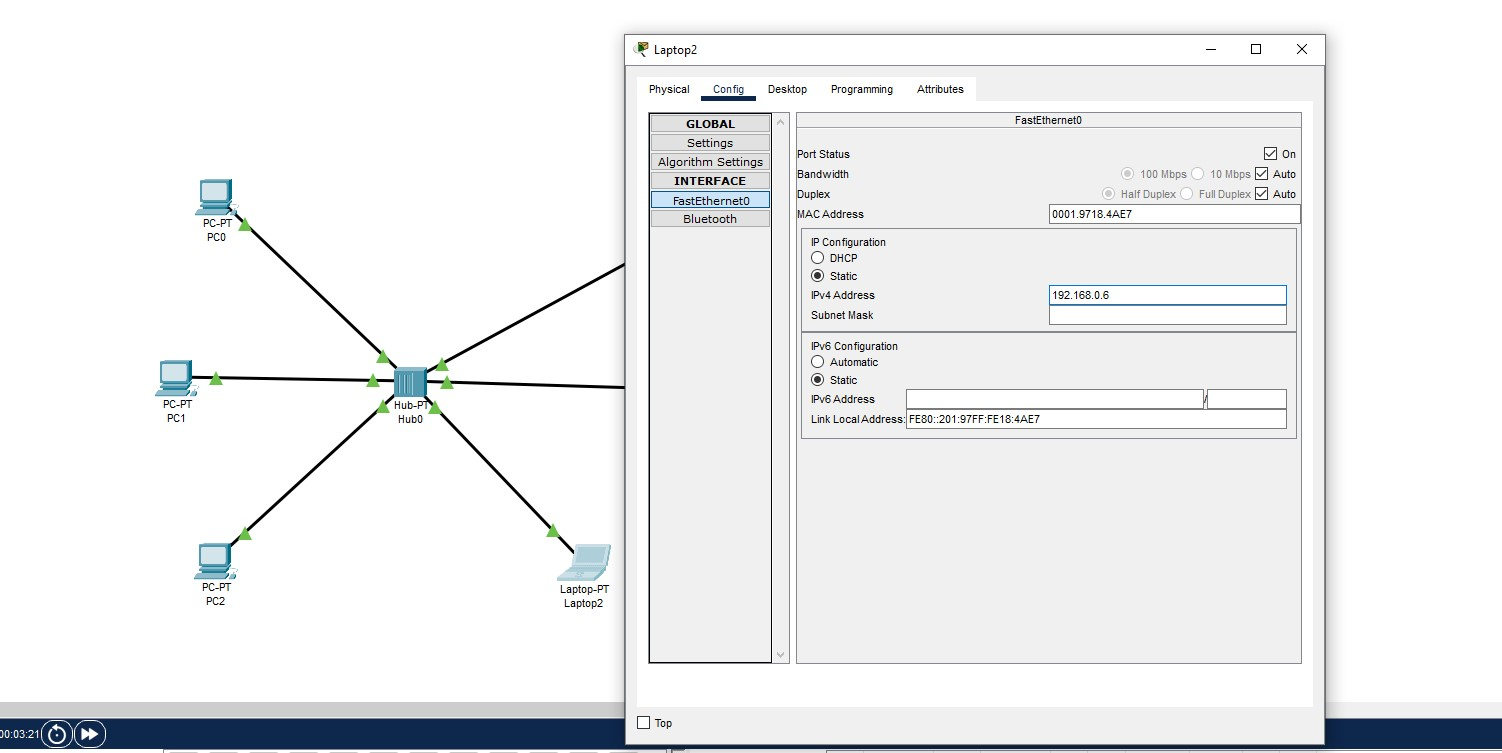 Laptop2
Physical Config Desktop Programming Attributes
GLOBAL
Settings
Algorithm Settings
INTERFACE
FastEthernet0
Bluetooth
FastEthernet0
Port Status On
Bandwidth 100 Mbps 10 Mbps Auto
Duplex Half Duplex Full Duplex Auto
MAC Address 0001.9718.4AE7
IP Configuration
DHCP
Static
IPv4 Address 192.168.0.6
Subnet Mask
IPv6 Configuration
Automatic
Static
IPv6 Address /
Link Local Address: FE80::201:97FF:FE18:4AE7
Top
PC-PT
PC0
PC-PT
PC1
Hub-PT
Hub0
PC-PT
PC2
Laptop-PT
Laptop2
00:03:21